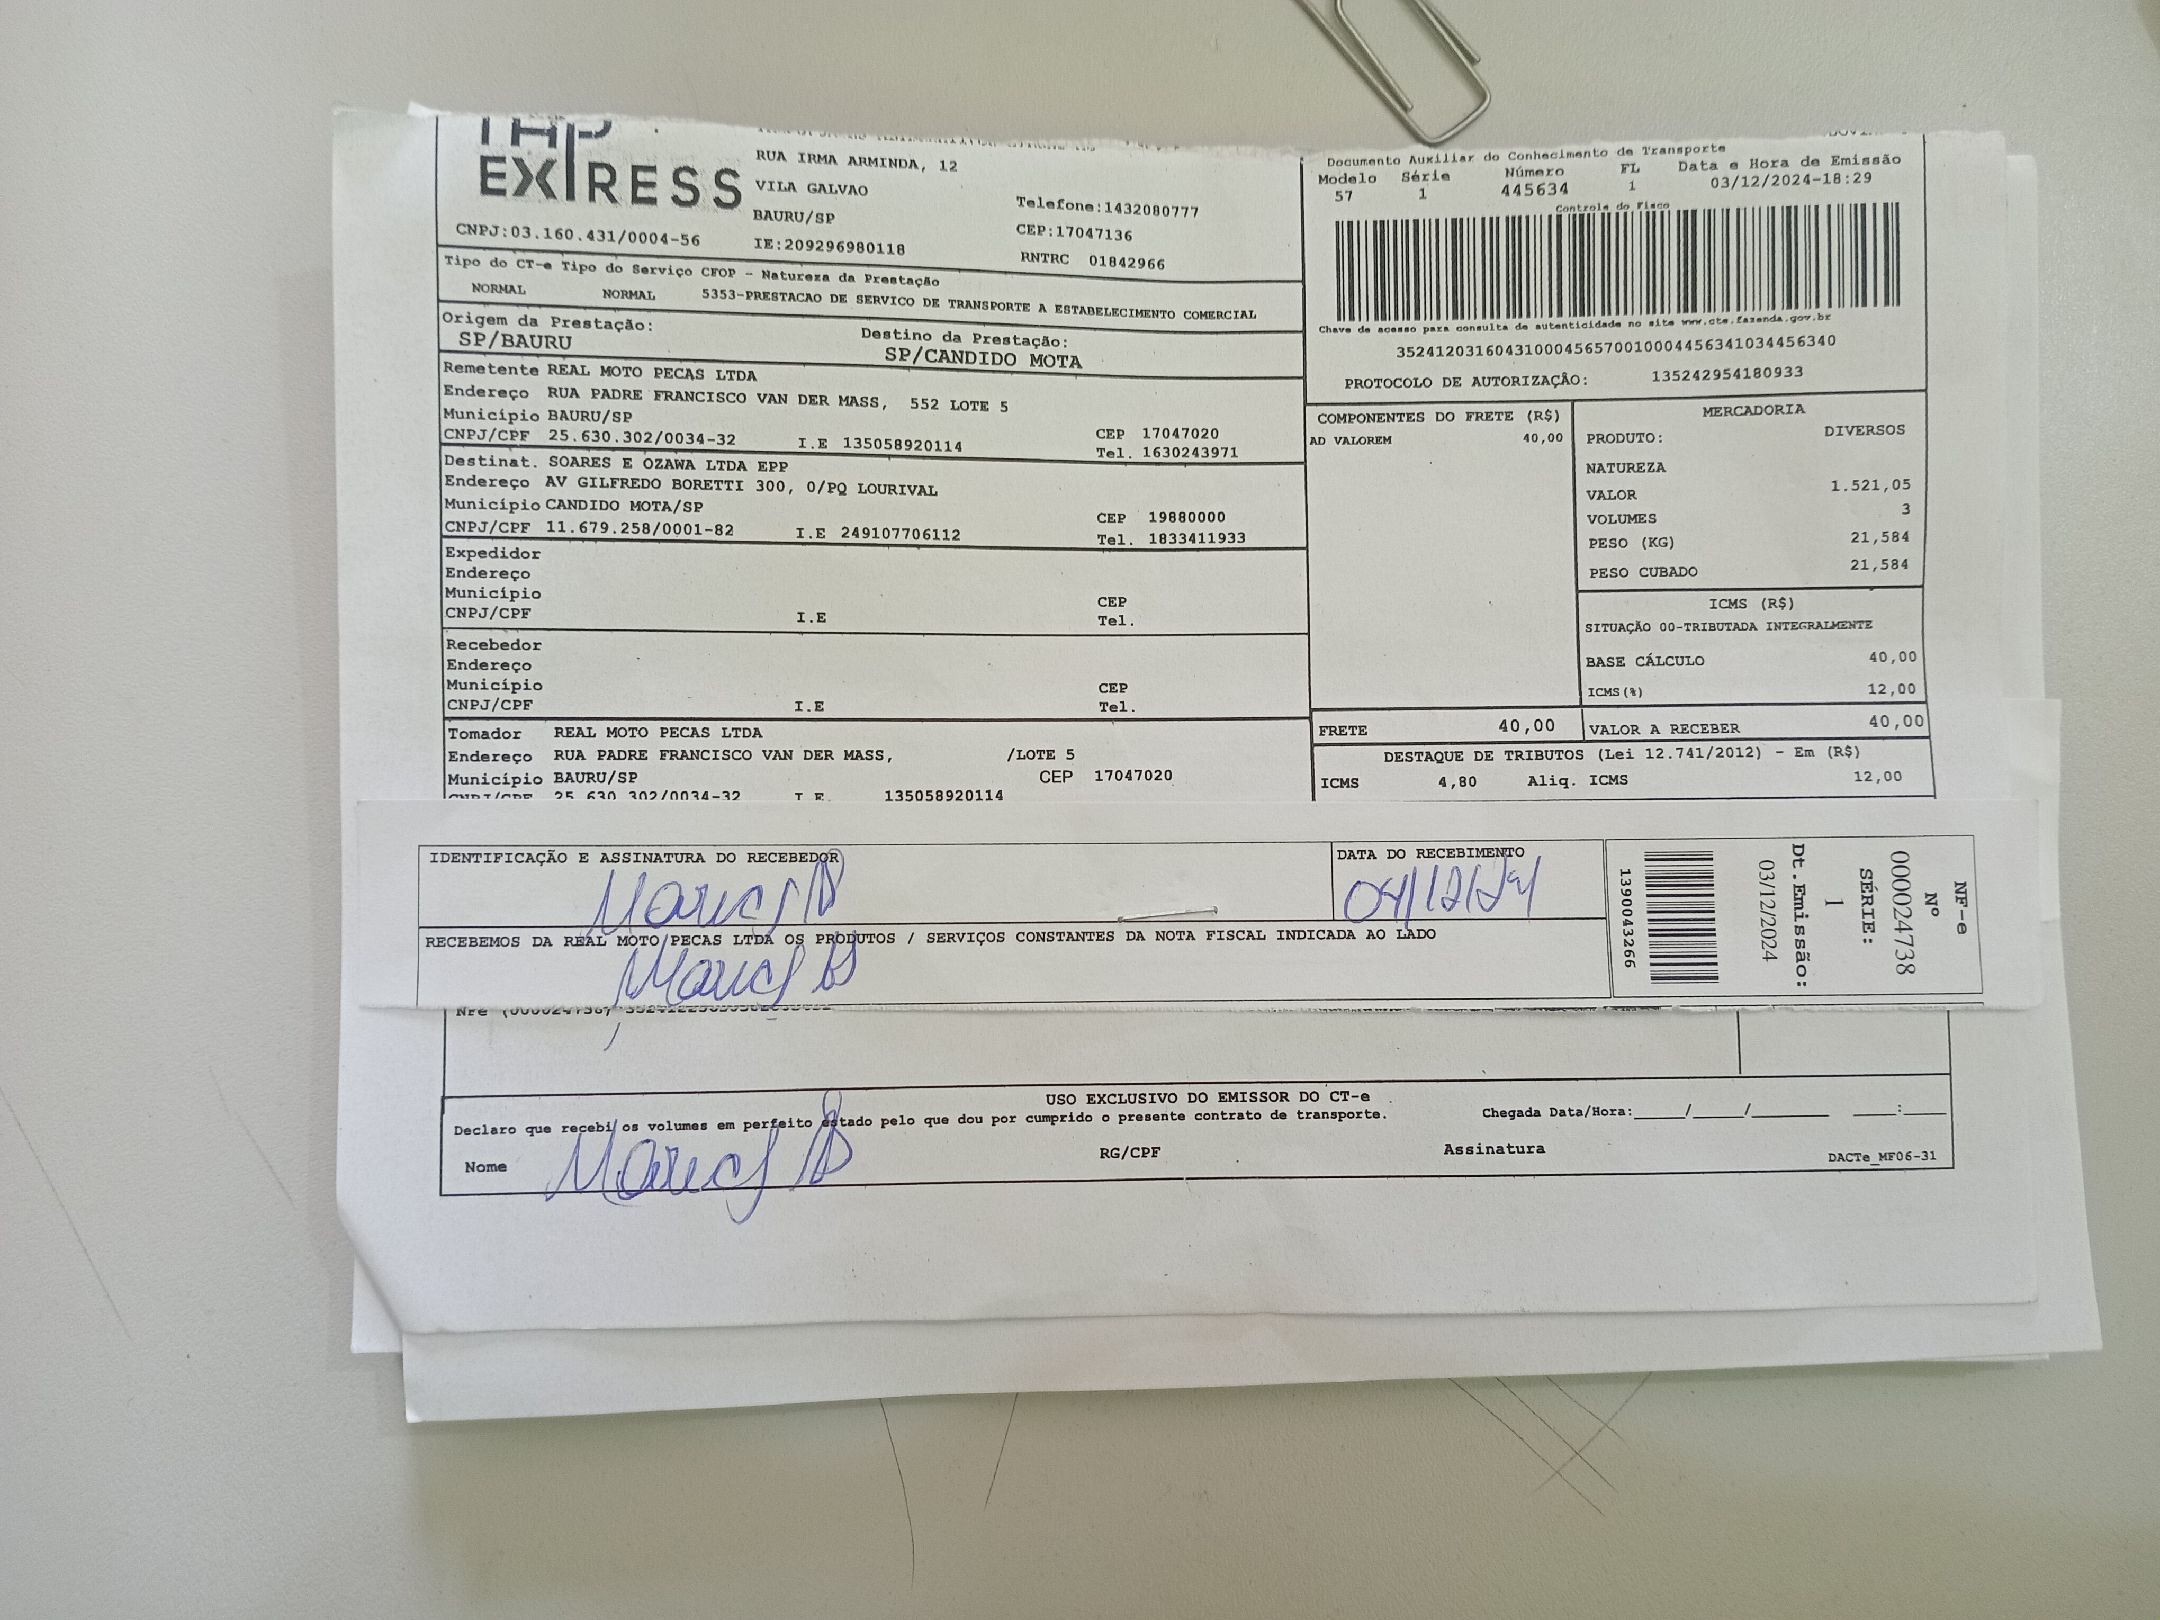 EXPRESS
CNPJ:03.160.431/0004-56
RUA IRMA ARMINDA, 12
VILA GALVAO
BAURU/SP
IE:209296980118
Telefone:1432080777
CEP:17047136
RNTRC 01842966
Documento Auxiliar do Conhecimento de Transporte
Modelo Série Número FL Data e Hora de Emissão
57 1 445634 1 03/12/2024-18:29
Controle do Fisco
Chave de acesso para consulta de autenticidade no site www.cte.fazenda.gov.br
35241203160431000456570010004456341034456340
PROTOCOLO DE AUTORIZAÇÃO: 135242954180933
Tipo do CT-e Tipo do Serviço CFOP - Natureza da Prestação
NORMAL NORMAL 5353-PRESTACAO DE SERVICO DE TRANSPORTE A ESTABELECIMENTO COMERCIAL
Origem da Prestação: Destino da Prestação:
SP/BAURU SP/CANDIDO MOTA
Remetente REAL MOTO PECAS LTDA
Endereço RUA PADRE FRANCISCO VAN DER MASS, 552 LOTE 5
Município BAURU/SP CEP 17047020
CNPJ/CPF 25.630.302/0034-32 I.E 135058920114 Tel. 1630243971
Destinat. SOARES E OZAWA LTDA EPP
Endereço AV GILFREDO BORETTI 300, 0/PQ LOURIVAL
Município CANDIDO MOTA/SP CEP 19880000
CNPJ/CPF 11.679.258/0001-82 I.E 249107706112 Tel. 1833411933
Expedidor
Endereço
Município CEP
CNPJ/CPF I.E Tel.
Recebedor
Endereço
Município CEP
CNPJ/CPF I.E Tel.
Tomador REAL MOTO PECAS LTDA
Endereço RUA PADRE FRANCISCO VAN DER MASS, /LOTE 5
Município BAURU/SP CEP 17047020
CNPJ/CPF 25.630.302/0034-32 I.E 135058920114
COMPONENTES DO FRETE (R$)
AD VALOREM 40,00
MERCADORIA
PRODUTO: DIVERSOS
NATUREZA
VALOR 1.521,05
VOLUMES 3
PESO (KG) 21,584
PESO CUBADO 21,584
ICMS (R$)
SITUAÇÃO 00-TRIBUTADA INTEGRALMENTE
BASE CÁLCULO 40,00
ICMS(%) 12,00
FRETE 40,00 VALOR A RECEBER 40,00
DESTAQUE DE TRIBUTOS (Lei 12.741/2012) - Em (R$)
ICMS 4,80 Aliq. ICMS 12,00
IDENTIFICAÇÃO E ASSINATURA DO RECEBEDOR
DATA DO RECEBIMENTO
04/12/24
RECEBEMOS DA REAL MOTO PECAS LTDA OS PRODUTOS / SERVIÇOS CONSTANTES DA NOTA FISCAL INDICADA AO LADO
NF-e
Nº
000024738
SÉRIE:
1
Dt.Emissão:
03/12/2024
1390043266
USO EXCLUSIVO DO EMISSOR DO CT-e
Declaro que recebi os volumes em perfeito estado pelo que dou por cumprido o presente contrato de transporte.
Chegada Data/Hora:____/____/________ ____:____
Nome RG/CPF Assinatura
DACTe_MF06-31